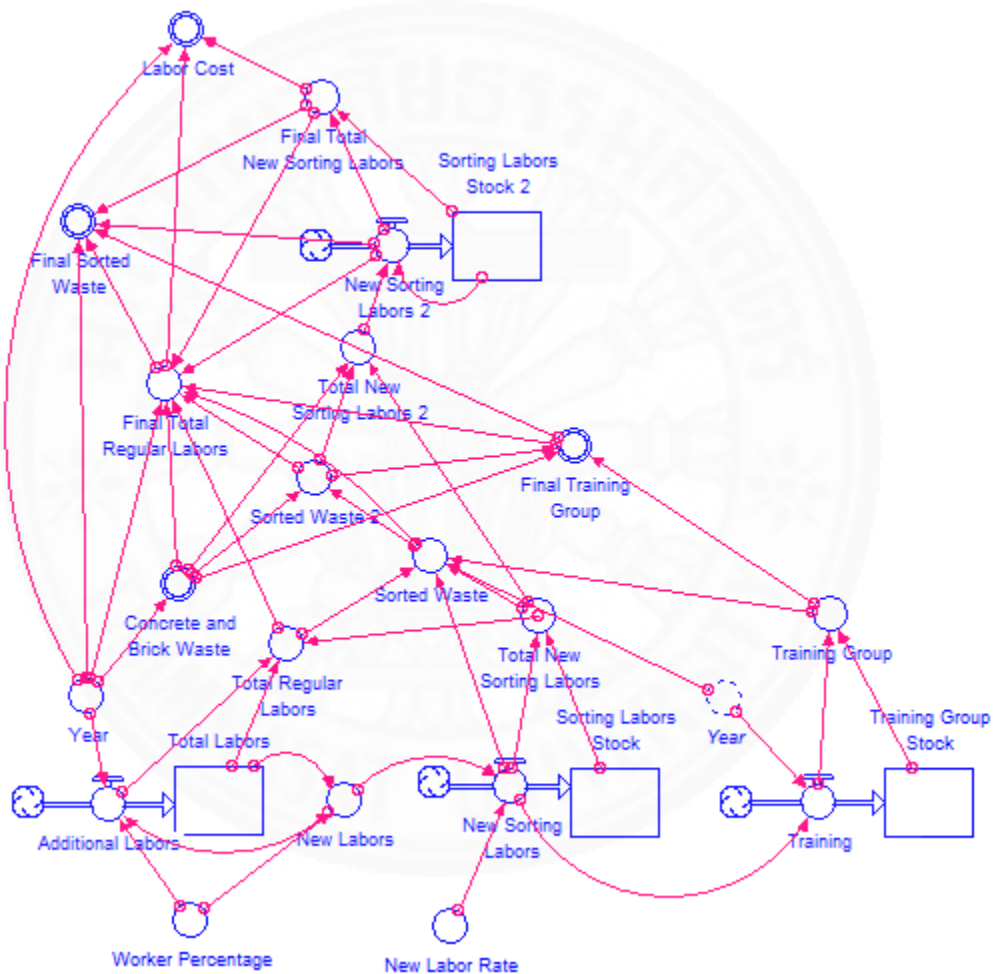 Labor Cost
Final Total
New Sorting Labors
Sorting Labors
Stock 2
Final Sorted
Waste
New Sorting
Labors 2
Total New
Sorting Labors 2
Final Total
Regular Labors
Final Training
Group
Sorted Waste 2
Sorted Waste
Concrete and
Brick Waste
Total New
Sorting Labors
Training Group
Total Regular
Labors
Year
Total Labors
Sorting Labors
Stock
Year
Training Group
Stock
Additional Labors
New Labors
New Sorting
Labors
Training
Worker Percentage
New Labor Rate